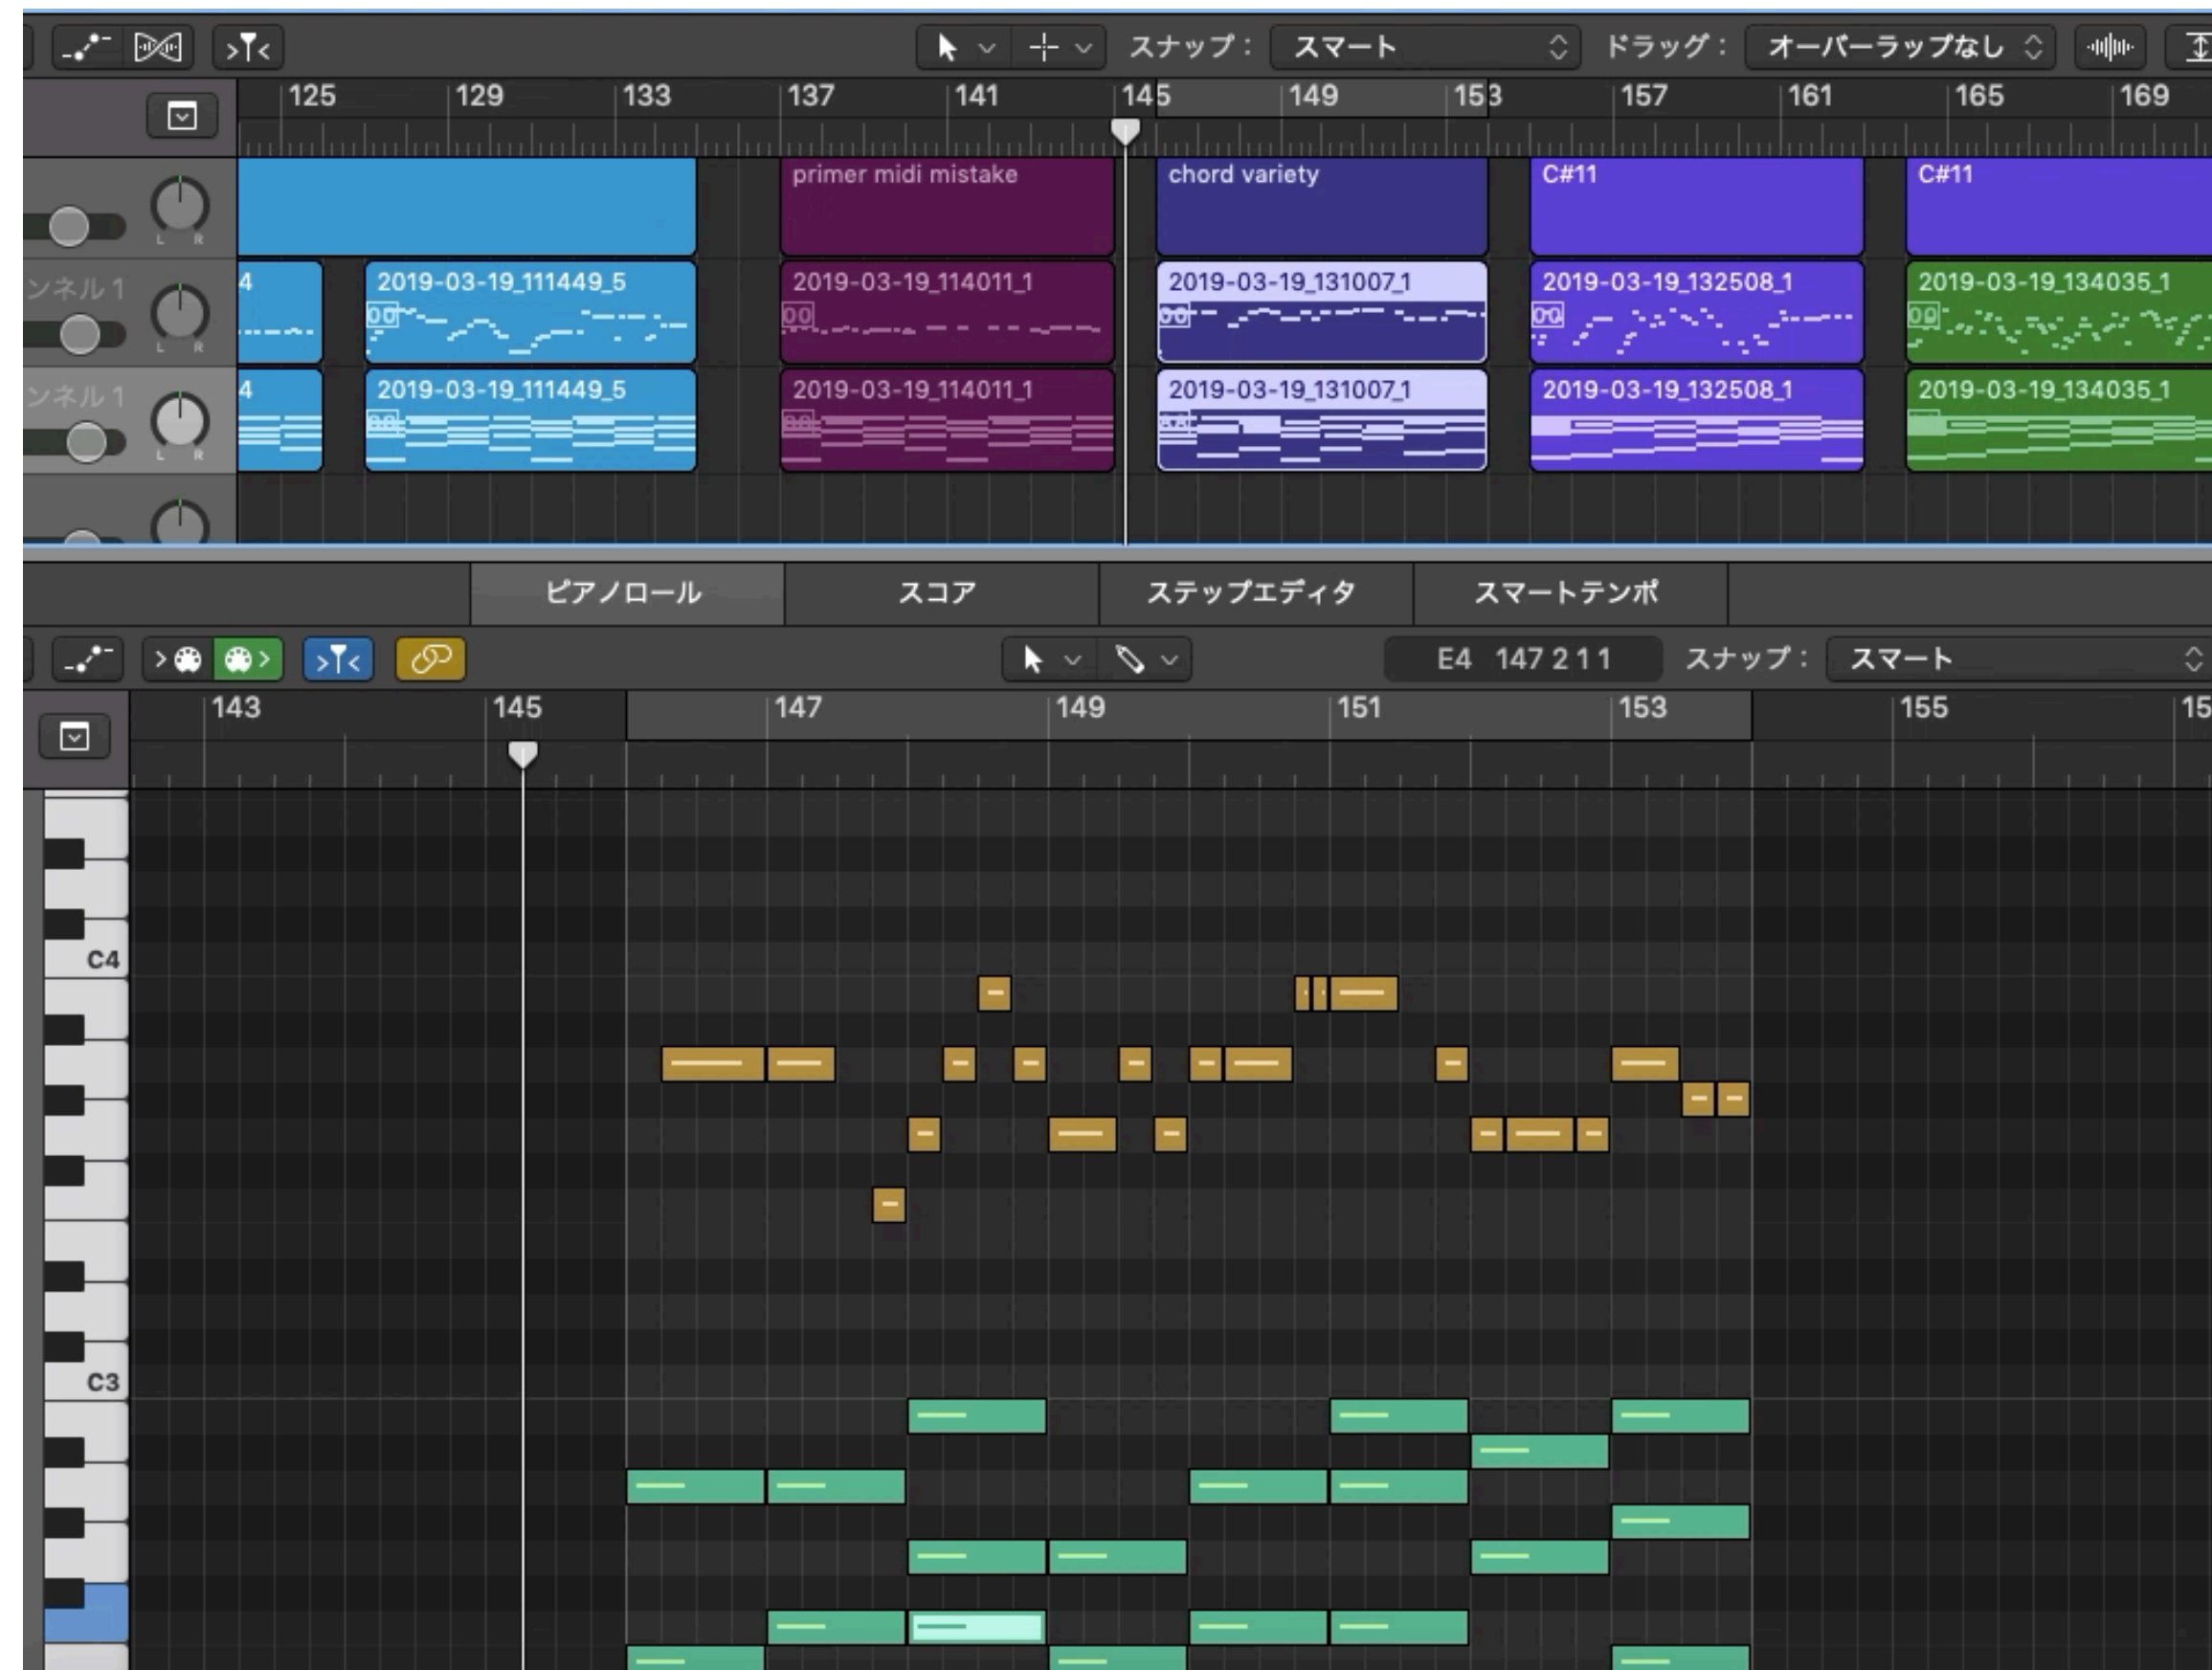 スナップ： スマート ドラッグ： オーバーラップなし
125 129 133 137 141 145 149 153 157 161 165 169
primer midi mistake chord variety C#11 C#11
L R
ンネル 1 4 2019-03-19_111449_5 2019-03-19_114011_1 2019-03-19_131007_1 2019-03-19_132508_1 2019-03-19_134035_1
L R
ンネル 1 4 2019-03-19_111449_5 2019-03-19_114011_1 2019-03-19_131007_1 2019-03-19_132508_1 2019-03-19_134035_1
L R
ピアノロール スコア ステップエディタ スマートテンポ
E4 147 2 1 1 スナップ： スマート
143 145 147 149 151 153 155 15
C4
C3